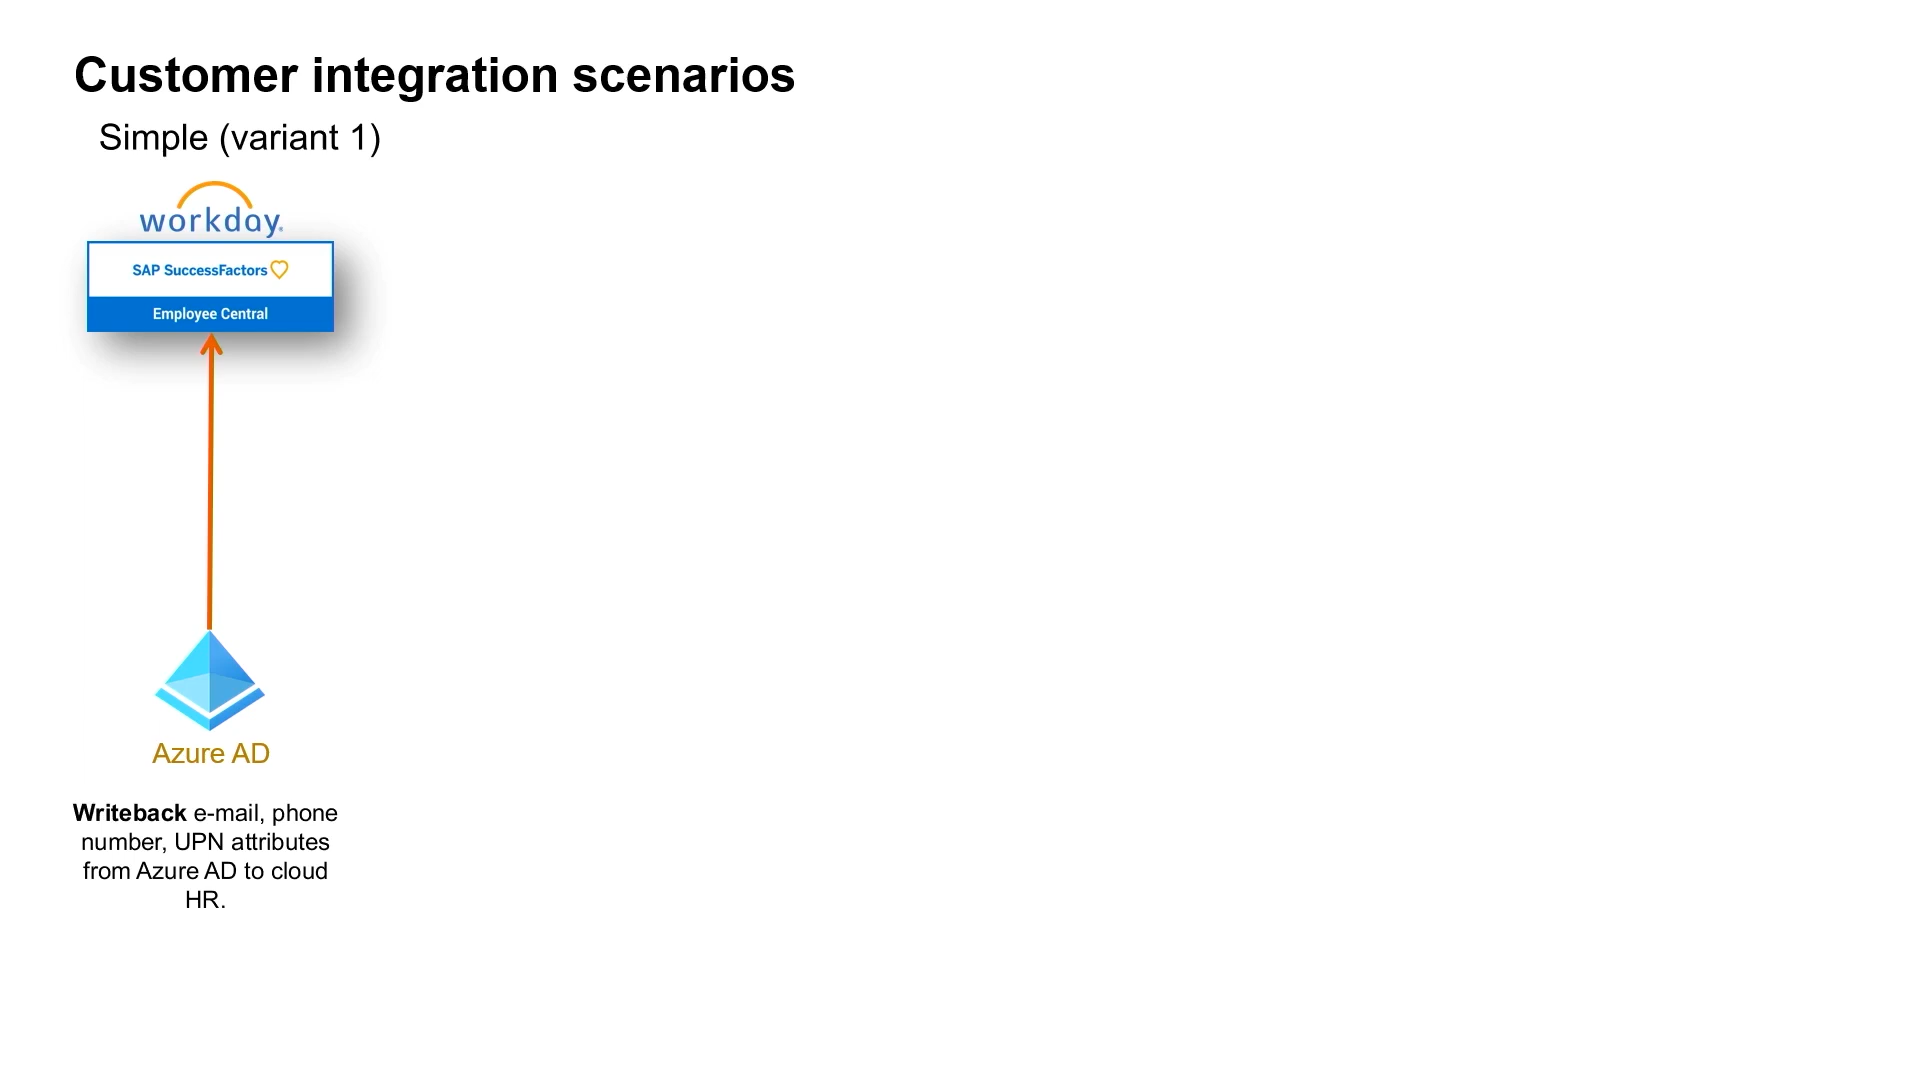 Customer integration scenarios
Simple (variant 1)
workday.
SAP SuccessFactors
Employee Central
Azure AD
Writeback e-mail, phone
number, UPN attributes
from Azure AD to cloud
HR.